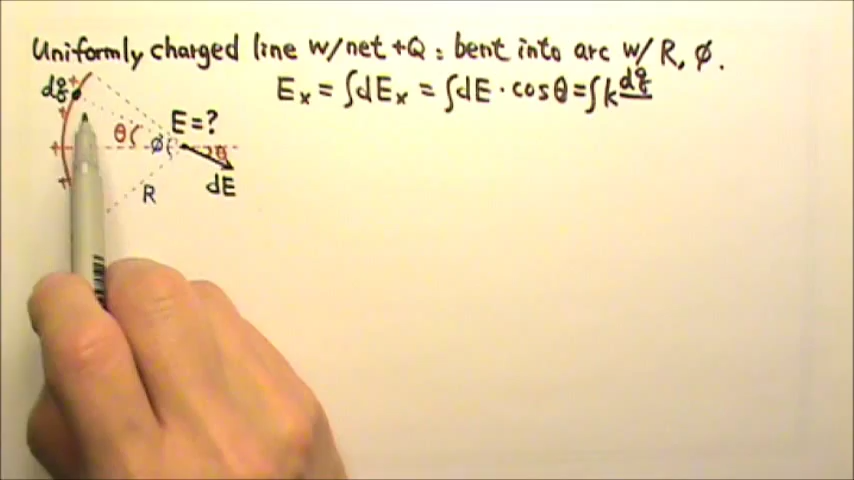 Uniformly charged line w/net +Q : bent into arc w/ R, ø.
Ex = ∫dEx = ∫dE · cosθ = ∫k dq
dq
θ
E=?
ø
θ
dE
R